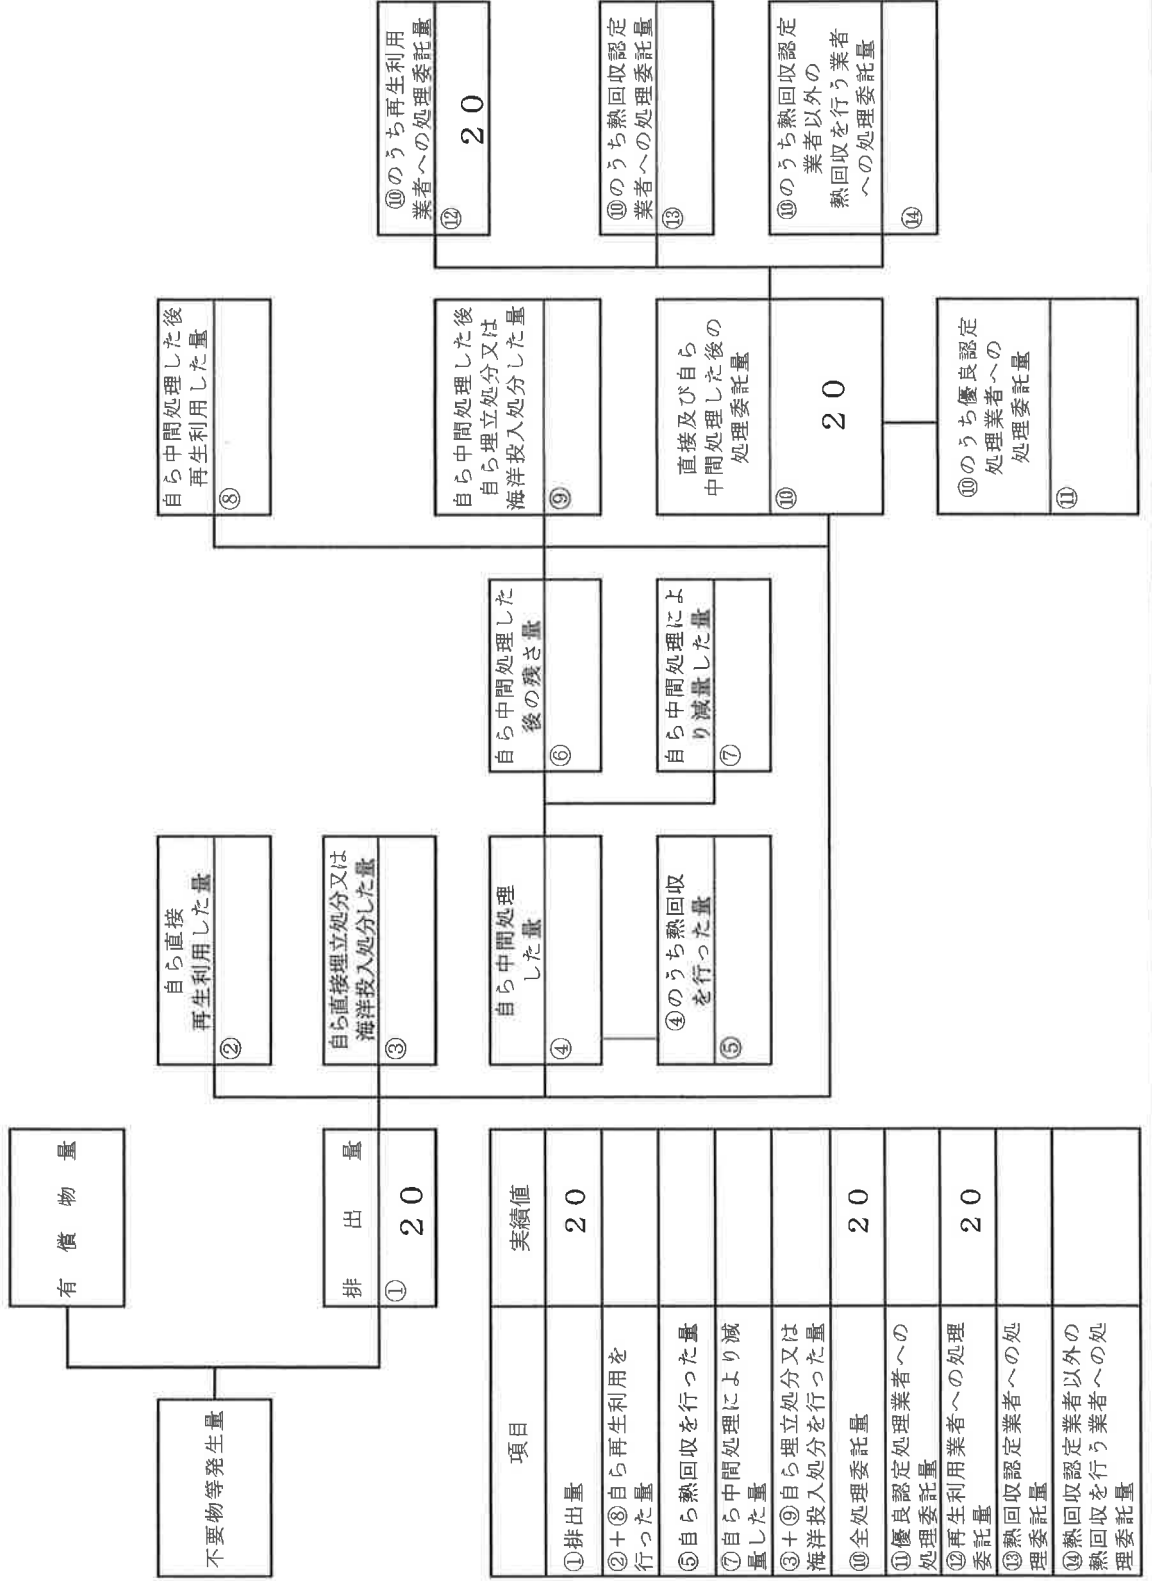 不要物等発生量
有償物量
排出量
①
20
自ら直接
再生利用した量
②
自ら直接埋立処分又は
海洋投入処分した量
③
自ら中間処理
した量
④
④のうち熱回収
を行った量
⑤
自ら中間処理した
後の残さ量
⑥
自ら中間処理によ
り減量した量
⑦
自ら中間処理した後
再生利用した量
⑧
自ら中間処理した後
自ら埋立処分又は
海洋投入処分した量
⑨
直接及び自ら
中間処理した後の
処理委託量
⑩
20
⑩のうち優良認定
処理業者への
処理委託量
⑪
⑩のうち再生利用
業者への処理委託量
⑫
20
⑩のうち熱回収認定
業者への処理委託量
⑬
⑩のうち熱回収認定
業者以外の
熱回収を行う業者
への処理委託量
⑭
項目 実績値
①排出量 20
②+⑧自ら再生利用を
行った量
⑤自ら熱回収を行った量
⑦自ら中間処理により減
量した量
③+⑨自ら埋立処分又は
海洋投入処分を行った量
⑩全処理委託量 20
⑪優良認定処理業者への
処理委託量
⑫再生利用業者への処理
委託量 20
⑬熱回収認定業者への処
理委託量
⑭熱回収認定業者以外の
熱回収を行う業者への処
理委託量